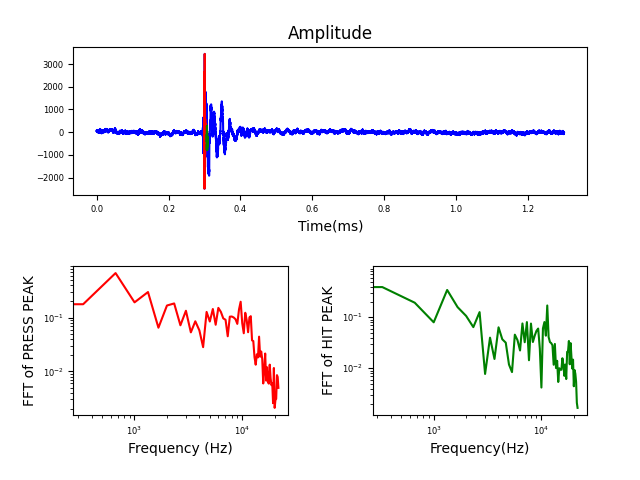 Amplitude
3000
2000
1000
0
−1000
−2000
0.0 0.2 0.4 0.6 0.8 1.0 1.2
Time(ms)
FFT of PRESS PEAK
10⁻¹
10⁻²
10³ 10⁴
Frequency (Hz)
FFT of HIT PEAK
10⁻¹
10⁻²
10³ 10⁴
Frequency(Hz)